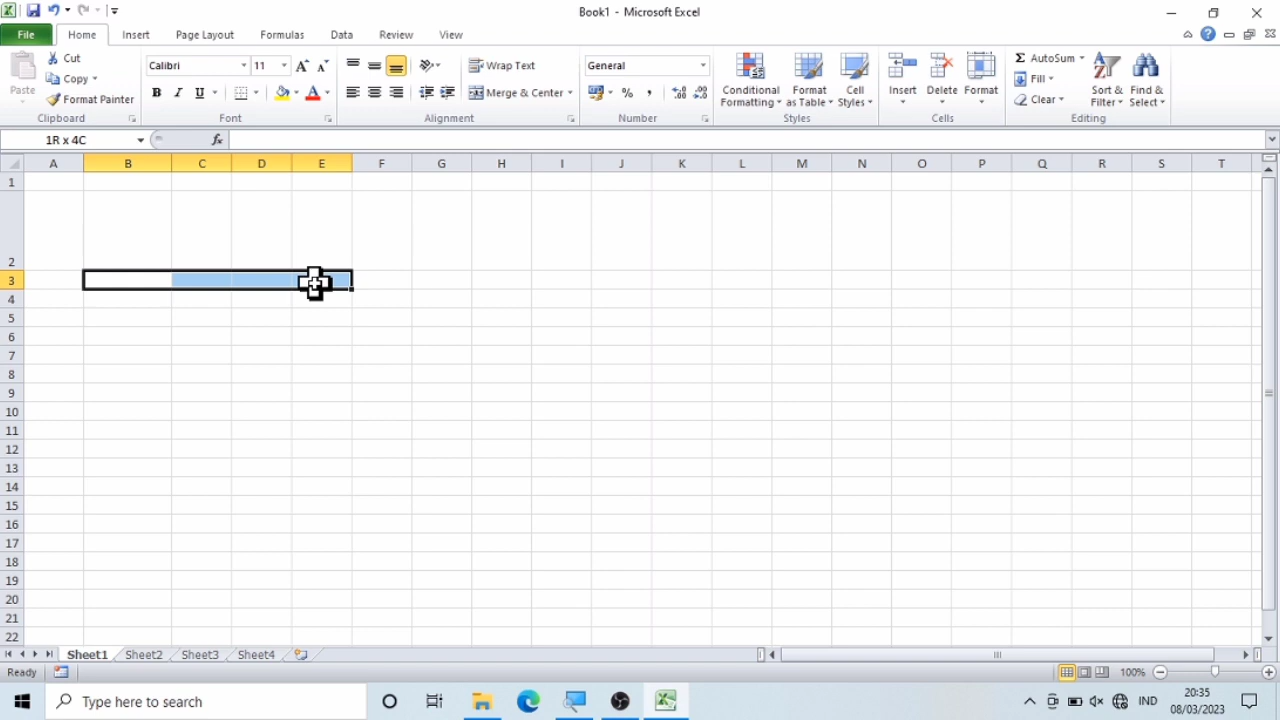 Book1 - Microsoft Excel
File Home Insert Page Layout Formulas Data Review View
Paste Cut Copy Format Painter Clipboard
Calibri 11 A A B I U A Font
Wrap Text Merge & Center Alignment
General % , .0 .00 .00 .0 Number
Conditional Formatting Format as Table Cell Styles Styles
Insert Delete Format Cells
Σ AutoSum Fill Clear Sort & Filter Find & Select Editing
1R x 4C fx
A B C D E F G H I J K L M N O P Q R S T
1
2
3
4
5
6
7
8
9
10
11
12
13
14
15
16
17
18
19
20
21
22
Sheet1 Sheet2 Sheet3 Sheet4
Ready 100%
Type here to search IND 20:35
08/03/2023